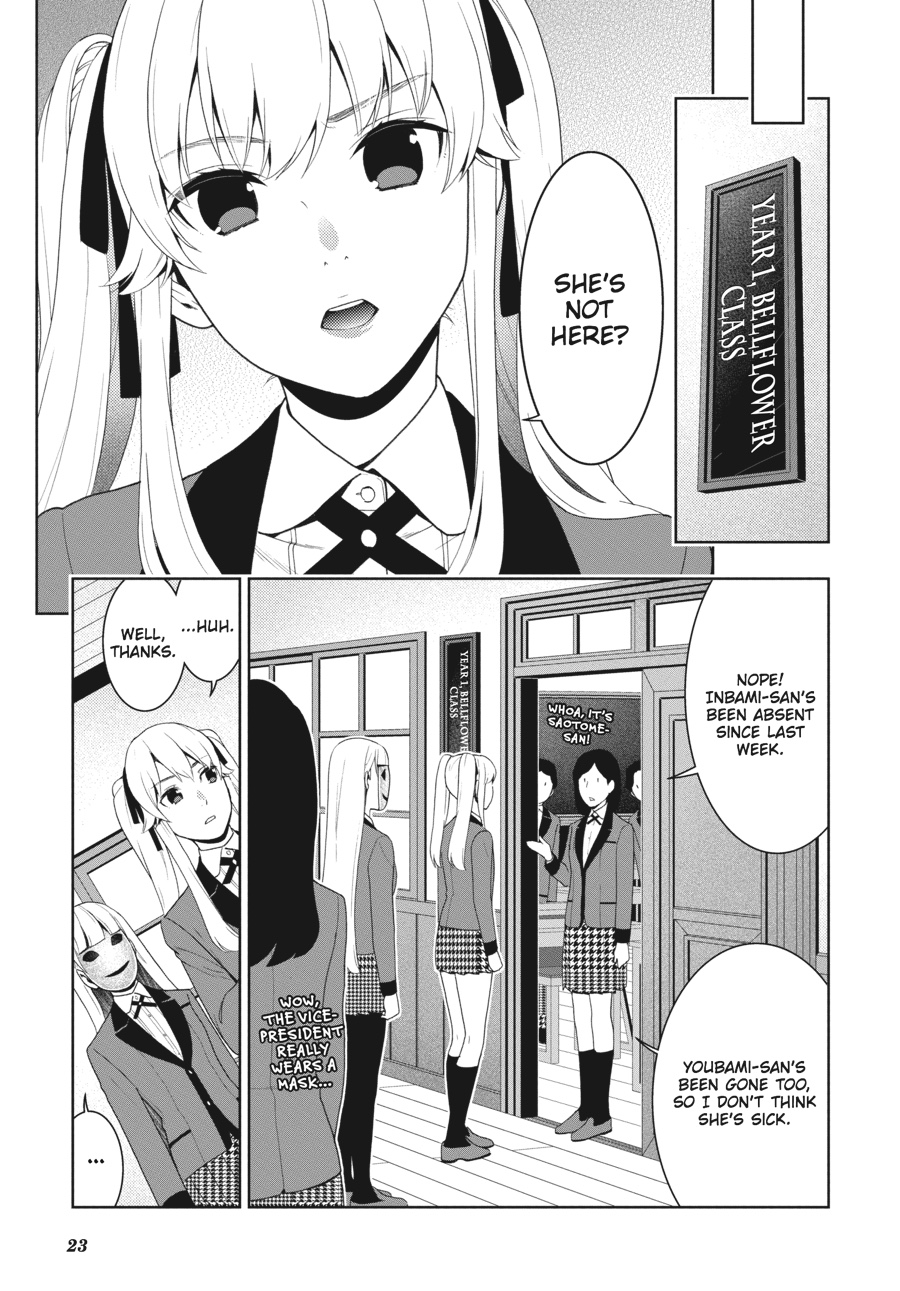 YEAR 1, BELLFLOWER
CLASS
SHE'S
NOT
HERE?
NOPE!
INBAMI-SAN'S
BEEN ABSENT
SINCE LAST
WEEK.
WHOA, IT'S
SAOTOME-
SAN!
YEAR 1, BELLFLOWER
CLASS
YOUBAMI-SAN'S
BEEN GONE TOO,
SO I DON'T THINK
SHE'S SICK.
WOW,
THE VICE-
PRESIDENT
REALLY
WEARS A
MASK...
...HUH.
WELL,
THANKS.
...
23